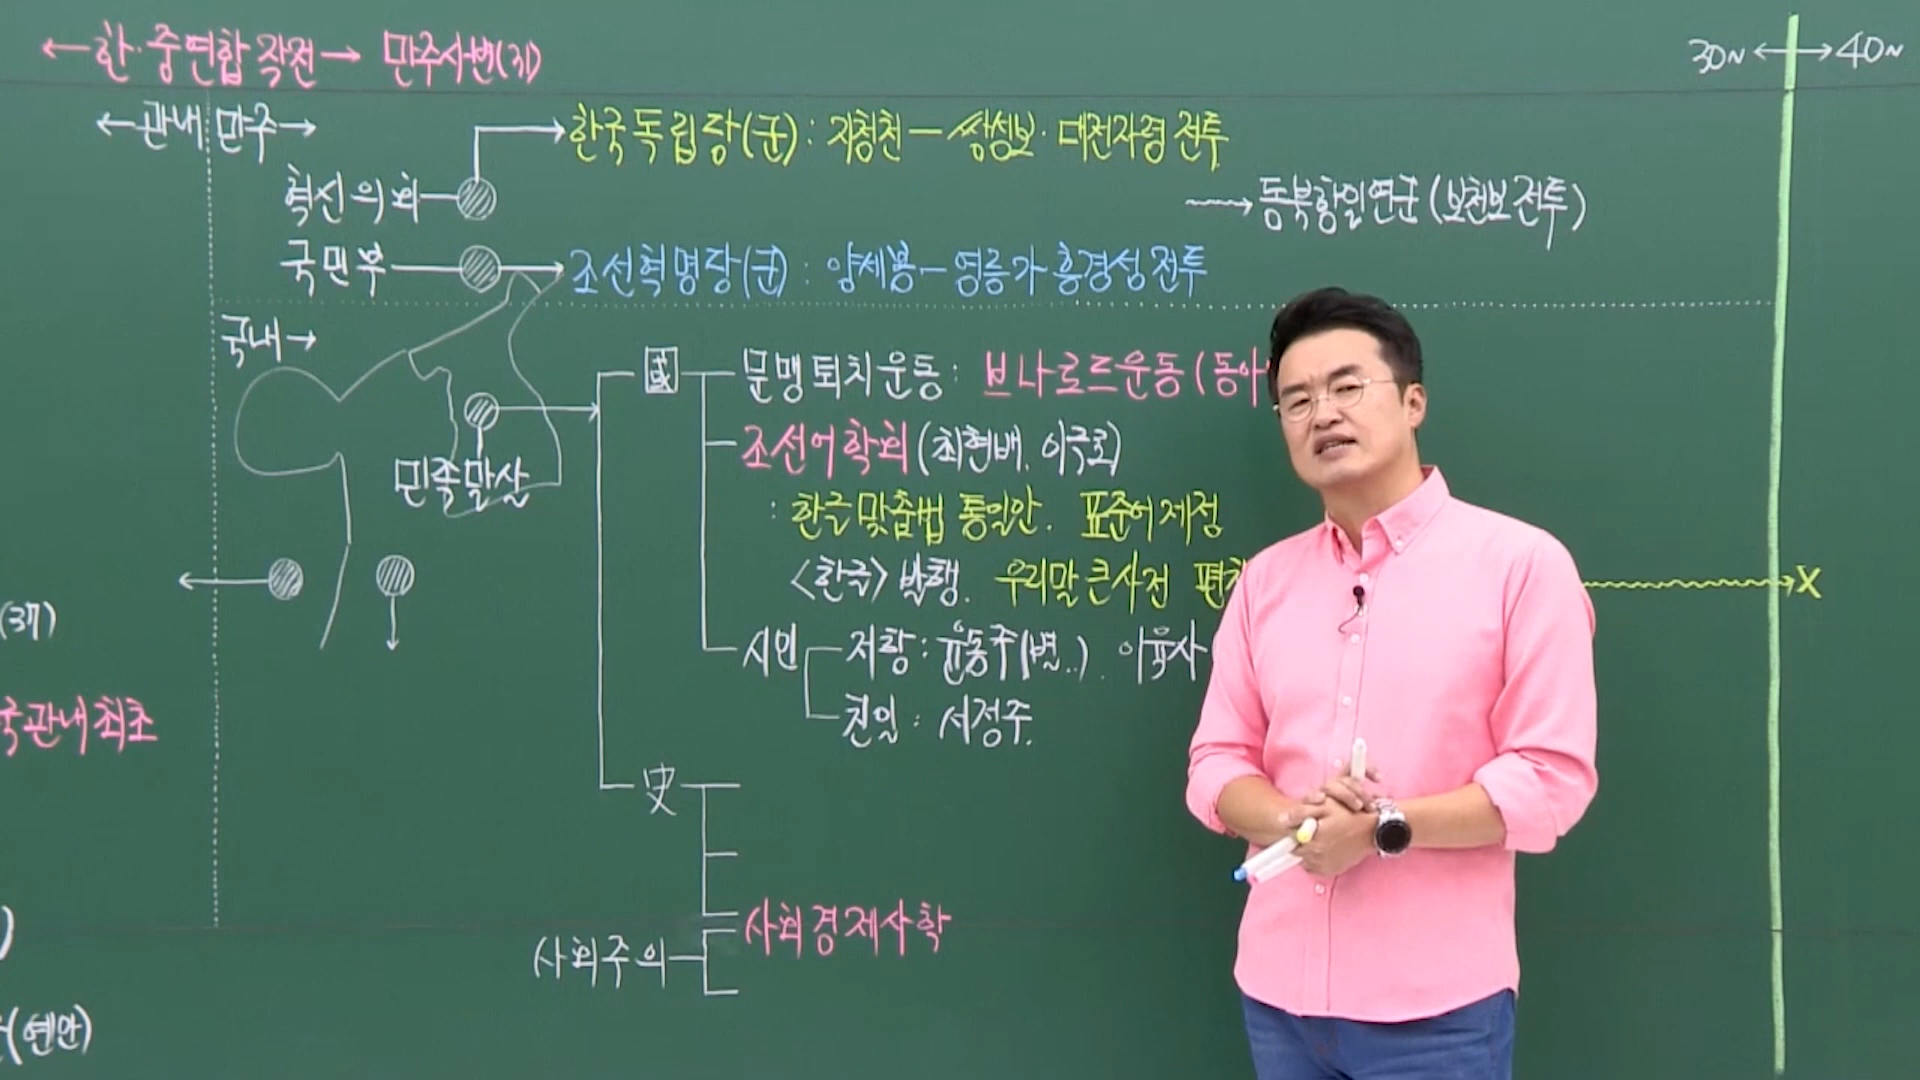 ←한·중연합작전→ 만주사변(31)
30N ↔ 40N
←관내 만주→
한국독립당(군) : 지청천 — 쌍성보. 대전자령 전투
혁신의회
→동북항일연군(보천보전투)
국민부
조선혁명당(군) : 양세봉 — 영릉가 흥경성 전투
국내→
國 문맹퇴치운동 : 브나로드운동(동아
조선어학회(최현배. 이극로)
민족말살
: 한글맞춤법 통일안. 표준어제정
<한글> 발행. 우리말큰사전 편찬
→X
(37)
시인 저항 : 윤동주(별..). 이육사
친일 : 서정주.
국관내최초
史
사회경제사학
사회주의
)
(옌안)